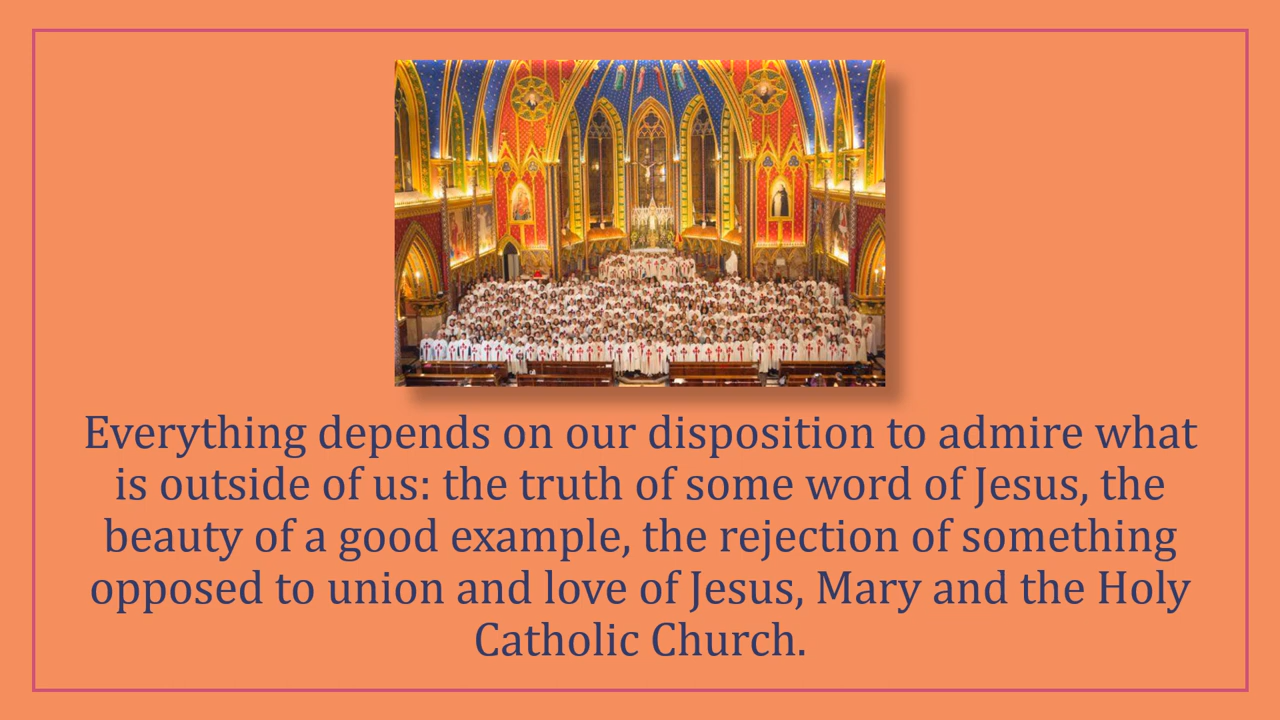 Everything depends on our disposition to admire what
is outside of us: the truth of some word of Jesus, the
beauty of a good example, the rejection of something
opposed to union and love of Jesus, Mary and the Holy
Catholic Church.